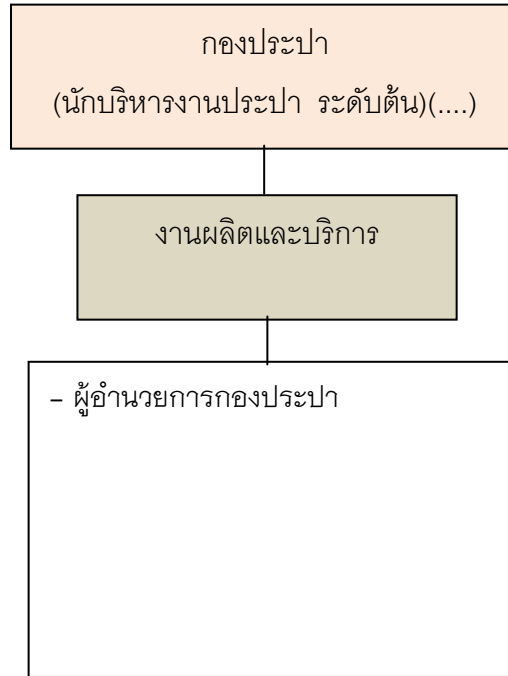 กองประปา
(นักบริหารงานประปา ระดับต้น)(....)
งานผลิตและบริการ
- ผู้อำนวยการกองประปา